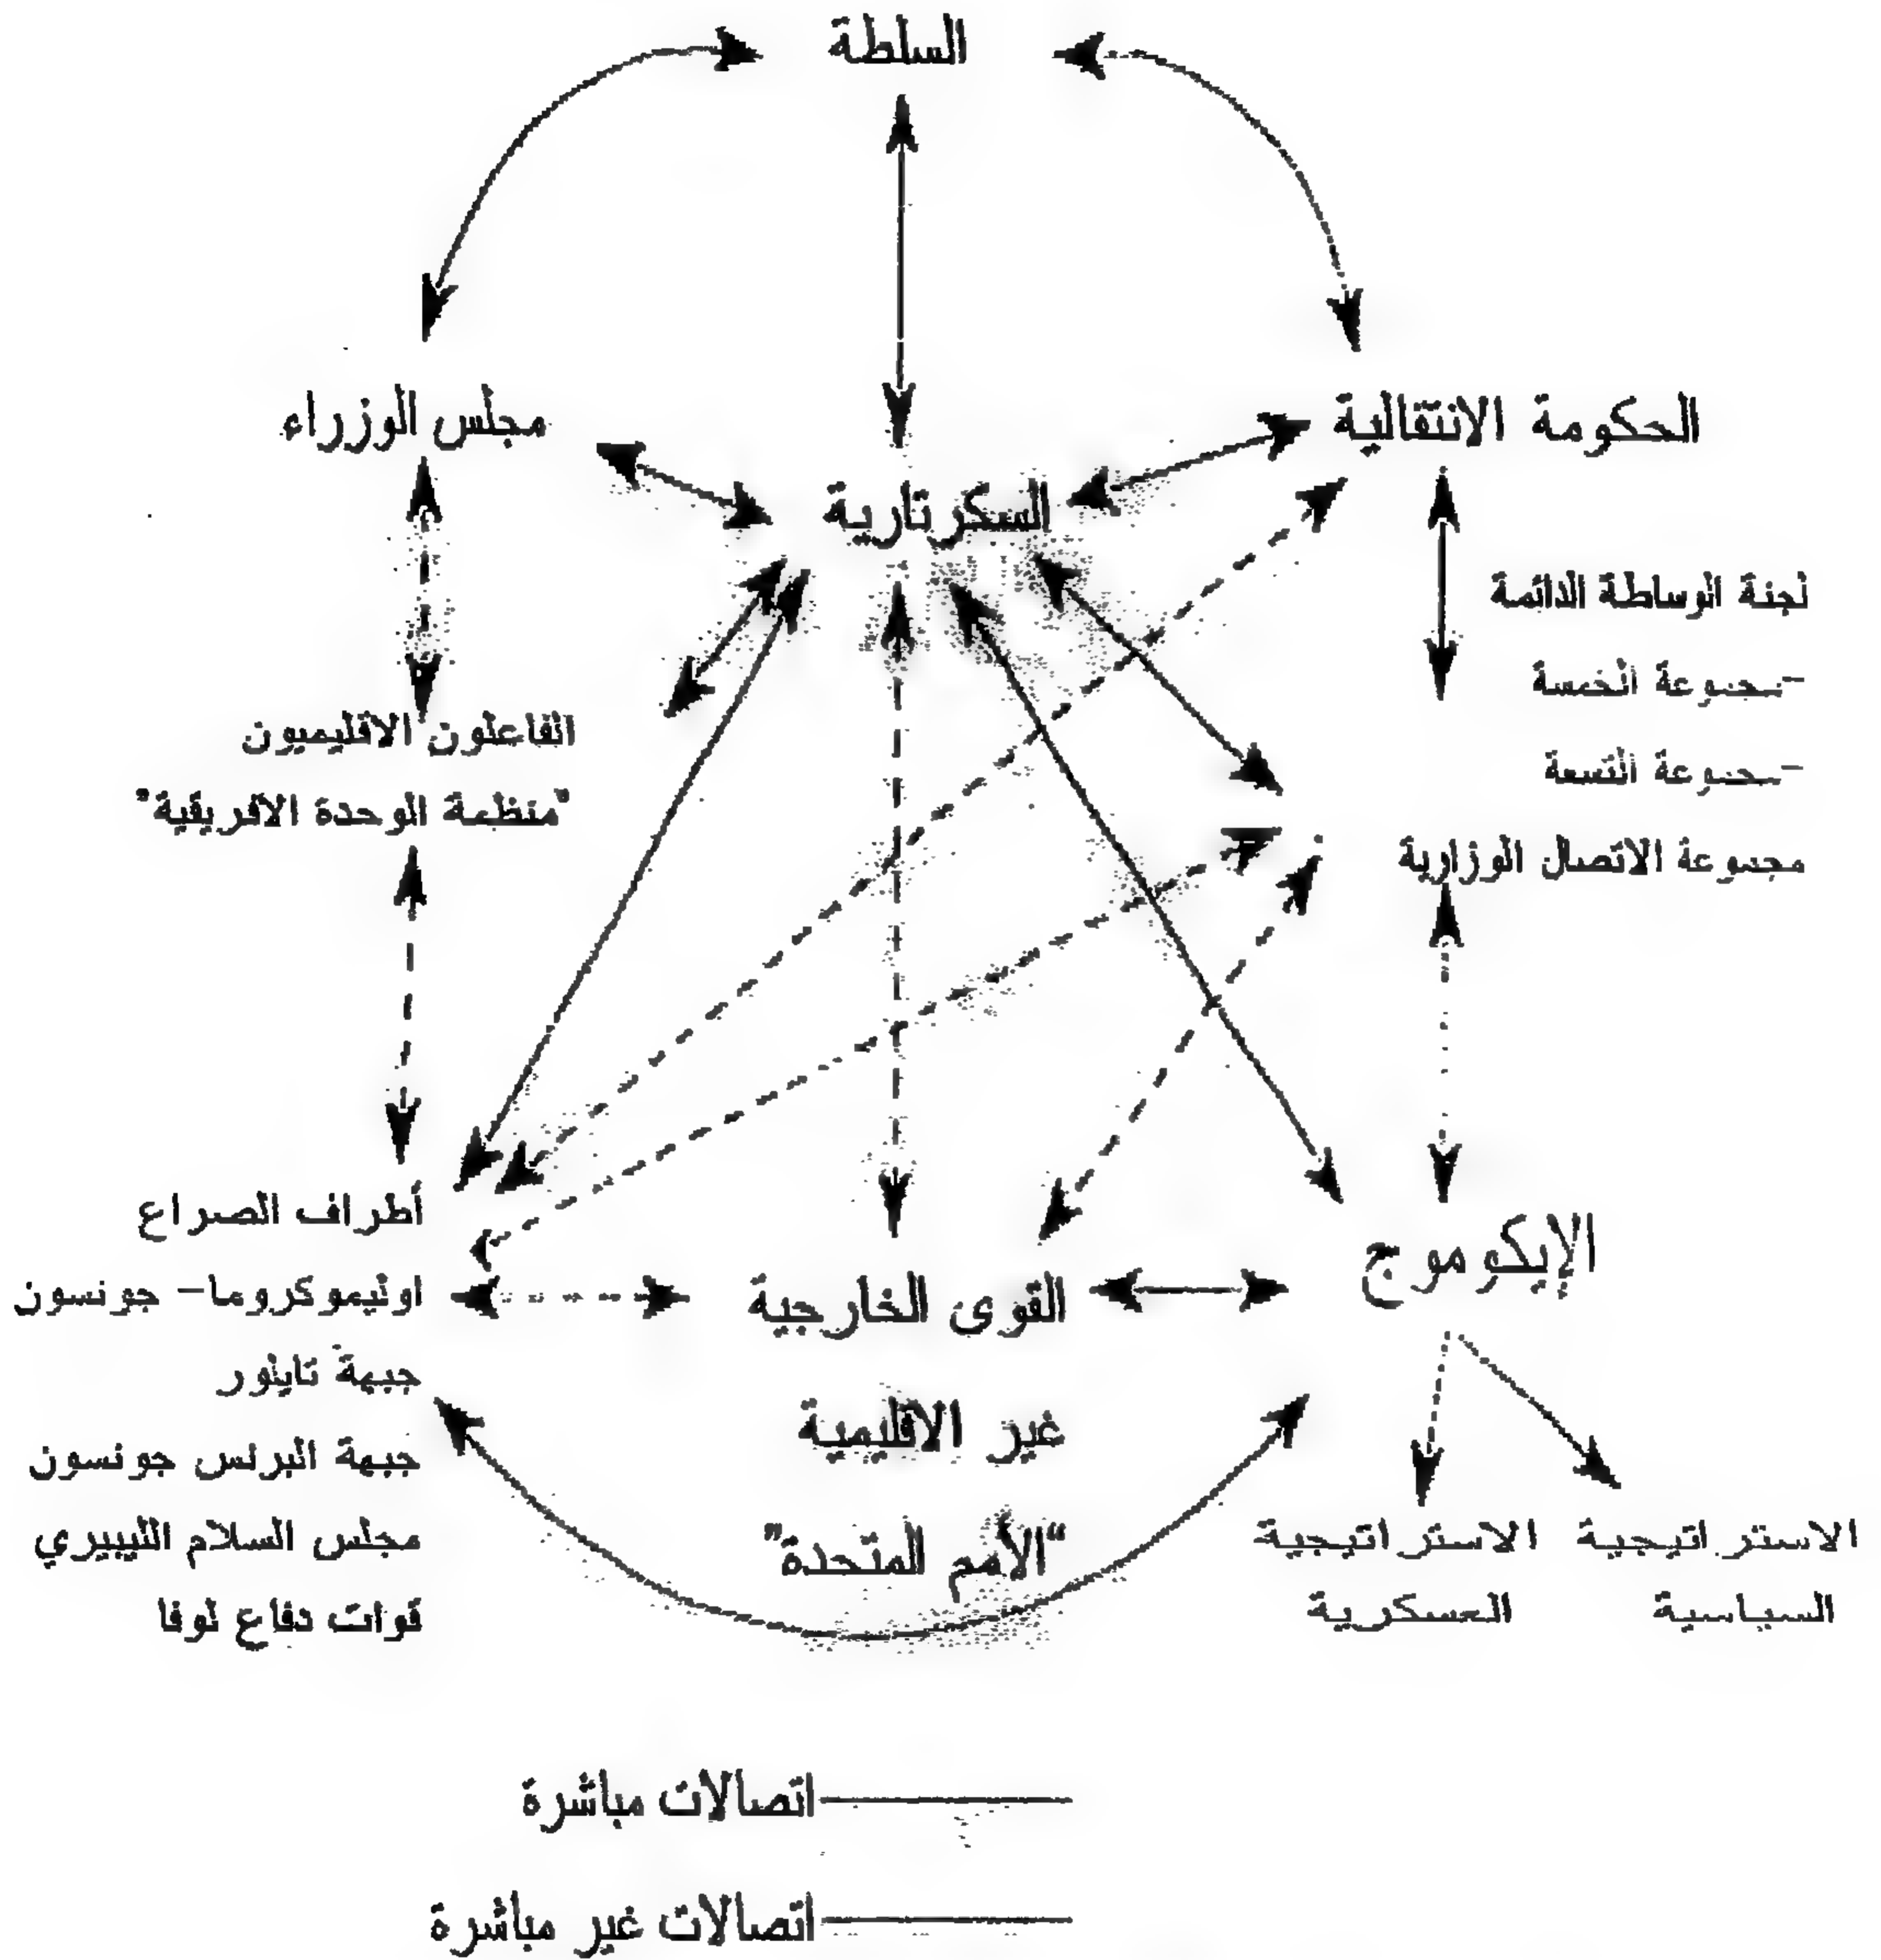 السلطة
الحكومة الانتقالية
مجلس الوزراء
السكرتارية
لجنة الوساطة الدائمة
-مجموعة الخمسة
-مجموعة التسعة
مجموعة الاتصال الوزارية
الفاعلون الاقليميون
"منظمة الوحدة الافريقية"
الإيكوموج
القوى الخارجية
غير الاقليمية
"الأمم المتحدة"
أطراف الصراع
اوليموكروما- جونسون
جبهة تايلور
جبهة البرنس جونسون
مجلس السلام الليبيري
قوات دفاع لوفا
الاستراتيجية
السياسية
الاستراتيجية
العسكرية
اتصالات مباشرة
اتصالات غير مباشرة